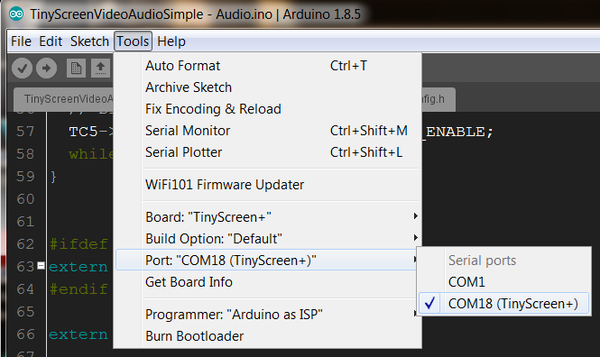 TinyScreenVideoAudioSimple - Audio.ino | Arduino 1.8.5
File Edit Sketch Tools Help
Auto Format Ctrl+T
TinyScreenVideoA
Archive Sketch
nfig.h
Fix Encoding & Reload
57 TC5-> _ENABLE;
Serial Monitor Ctrl+Shift+M
58 while
Serial Plotter Ctrl+Shift+L
59 }
60
WiFi101 Firmware Updater
61
Board: "TinyScreen+"
62 #ifdef
Build Option: "Default"
63 extern
Port: "COM18 (TinyScreen+)"
Serial ports
64 #endif
Get Board Info
COM1
65
COM18 (TinyScreen+)
Programmer: "Arduino as ISP"
66 extern
Burn Bootloader
67